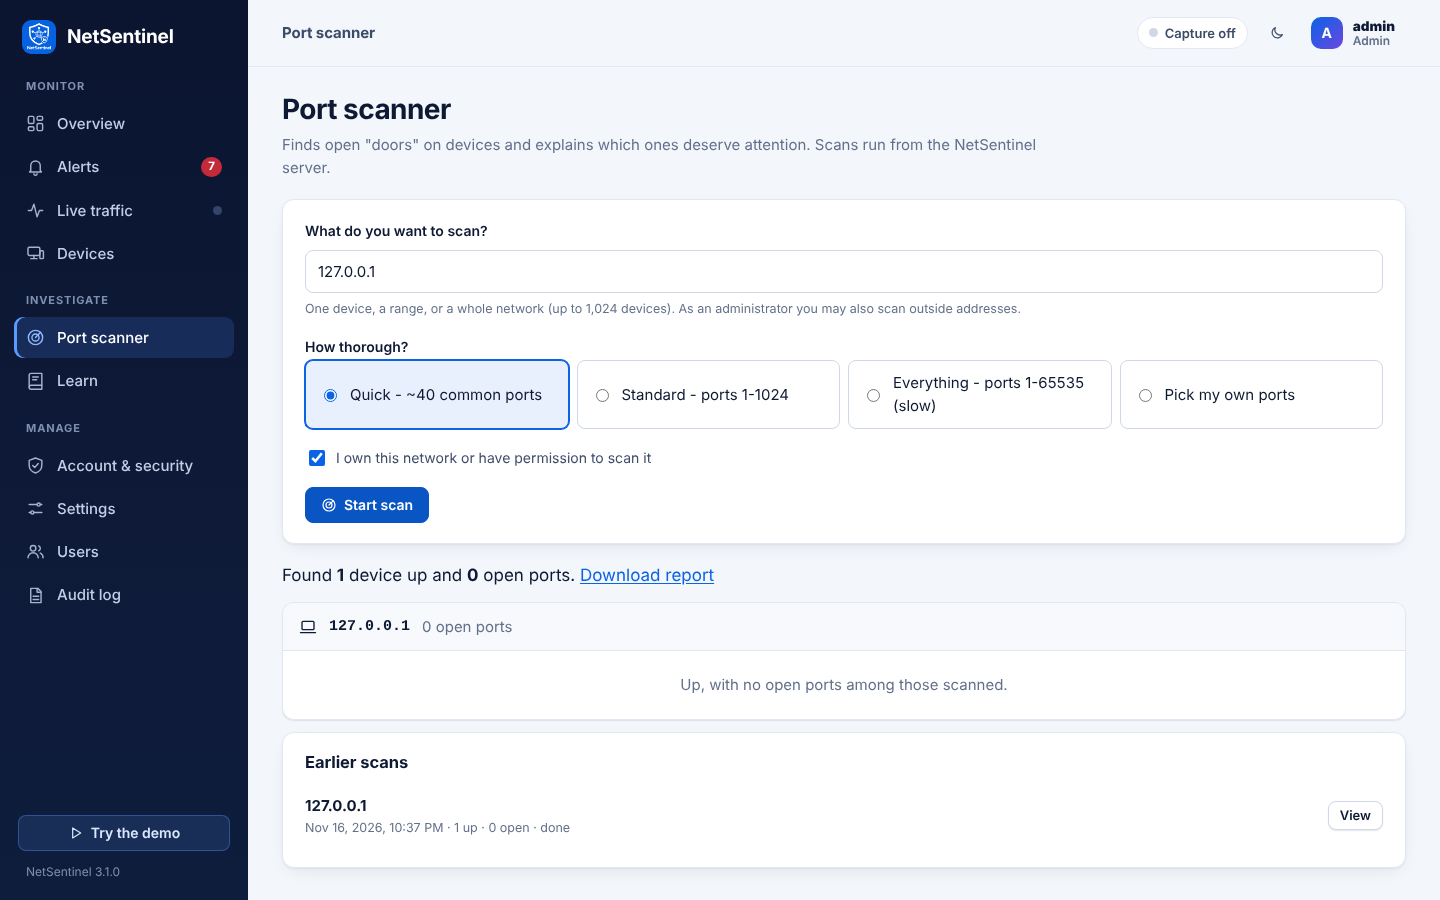 NetSentinel
NetSentinel
MONITOR
Overview
Alerts 7
Live traffic
Devices
INVESTIGATE
Port scanner
Learn
MANAGE
Account & security
Settings
Users
Audit log
Try the demo
NetSentinel 3.1.0
Port scanner
Capture off
A
admin
Admin
Port scanner
Finds open "doors" on devices and explains which ones deserve attention. Scans run from the NetSentinel
server.
What do you want to scan?
127.0.0.1
One device, a range, or a whole network (up to 1,024 devices). As an administrator you may also scan outside addresses.
How thorough?
Quick - ~40 common ports
Standard - ports 1-1024
Everything - ports 1-65535
(slow)
Pick my own ports
I own this network or have permission to scan it
Start scan
Found 1 device up and 0 open ports. Download report
127.0.0.1 0 open ports
Up, with no open ports among those scanned.
Earlier scans
127.0.0.1
Nov 16, 2026, 10:37 PM · 1 up · 0 open · done
View